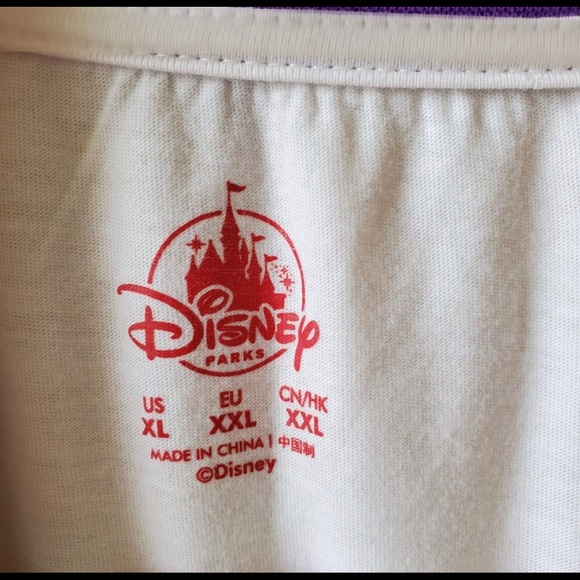 Disney
PARKS
US EU CN/HK
XL XXL XXL
MADE IN CHINA | 中国制
©Disney